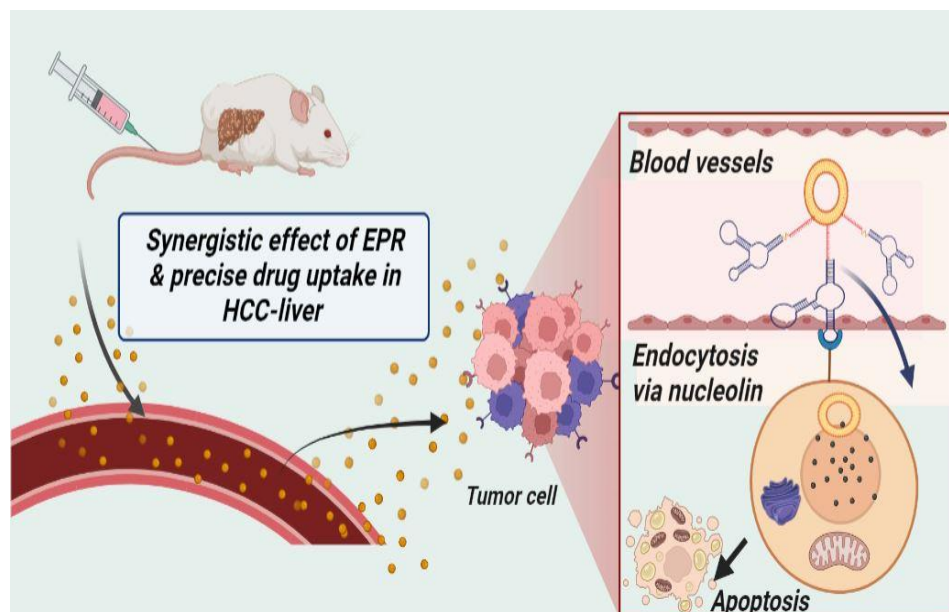 Synergistic effect of EPR
& precise drug uptake in
HCC-liver
Tumor cell
Blood vessels
Endocytosis
via nucleolin
Apoptosis